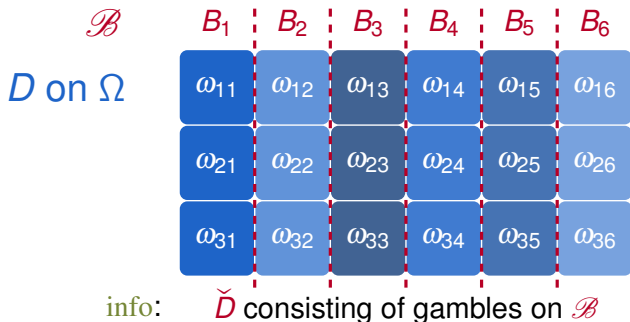 ℬ B₁ B₂ B₃ B₄ B₅ B₆
D on Ω ω₁₁ ω₁₂ ω₁₃ ω₁₄ ω₁₅ ω₁₆
ω₂₁ ω₂₂ ω₂₃ ω₂₄ ω₂₅ ω₂₆
ω₃₁ ω₃₂ ω₃₃ ω₃₄ ω₃₅ ω₃₆
info: Ď consisting of gambles on ℬ